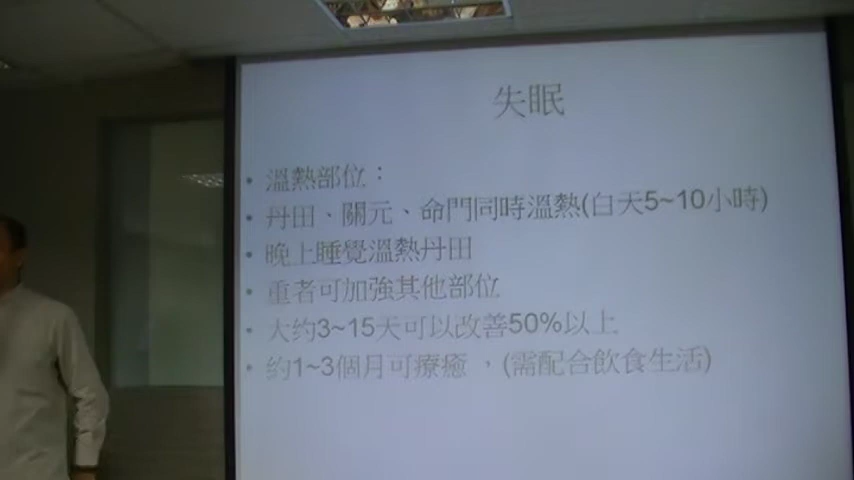 失眠
• 溫熱部位：
• 丹田、關元、命門同時溫熱(白天5~10小時)
• 晚上睡覺溫熱丹田
• 重者可加強其他部位
• 大约3~15天可以改善50%以上
• 约1~3個月可療癒 ，(需配合飲食生活)